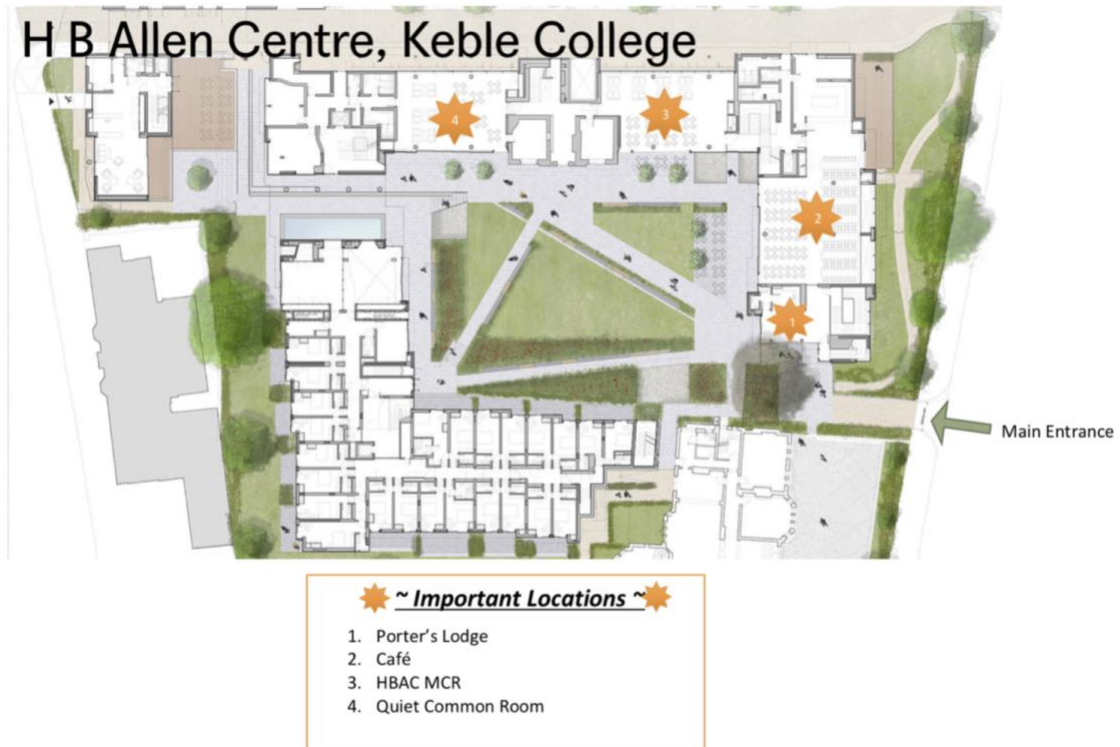 H B Allen Centre, Keble College
4
3
2
1
Main Entrance
~ Important Locations ~
1. Porter's Lodge
2. Café
3. HBAC MCR
4. Quiet Common Room